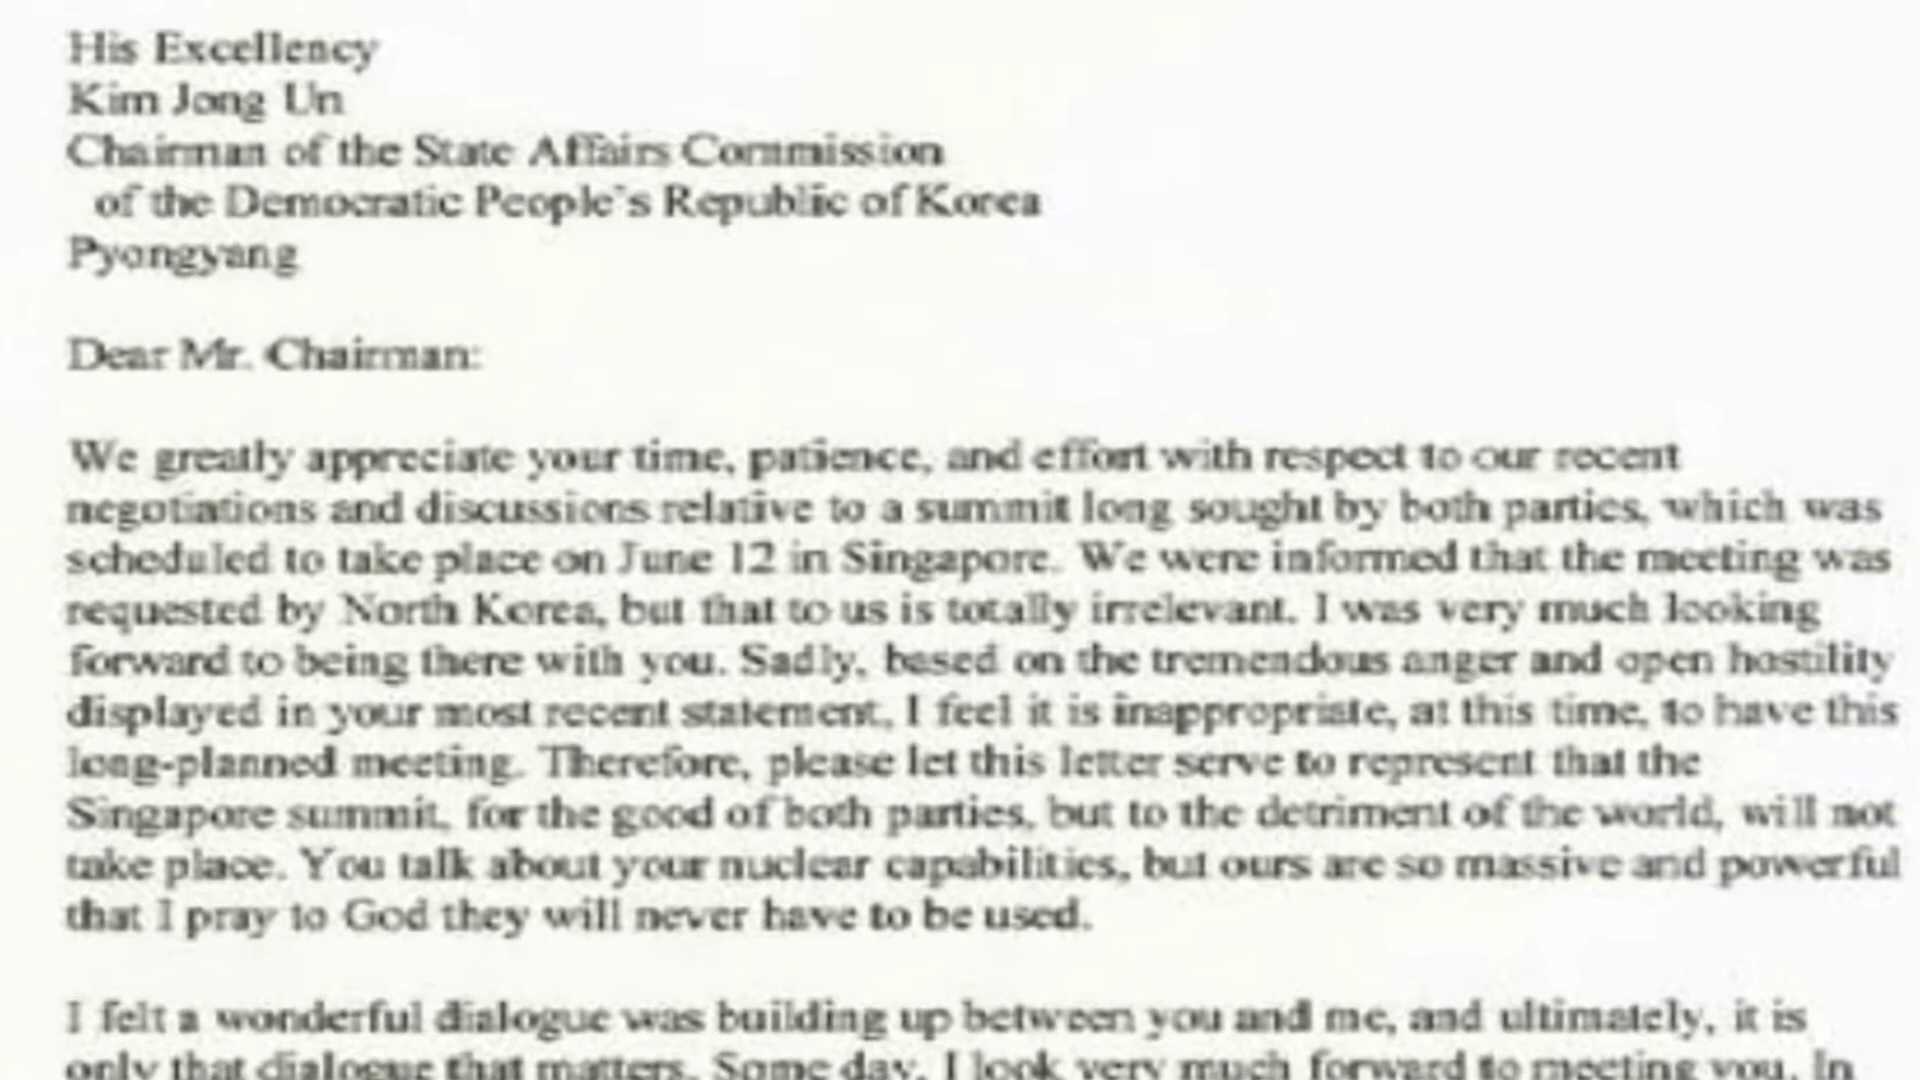 His Excellency
Kim Jong Un
Chairman of the State Affairs Commission
of the Democratic People's Republic of Korea
Pyongyang
Dear Mr. Chairman:
We greatly appreciate your time, patience, and effort with respect to our recent
negotiations and discussions relative to a summit long sought by both parties, which was
scheduled to take place on June 12 in Singapore. We were informed that the meeting was
requested by North Korea, but that to us is totally irrelevant. I was very much looking
forward to being there with you. Sadly, based on the tremendous anger and open hostility
displayed in your most recent statement, I feel it is inappropriate, at this time, to have this
long-planned meeting. Therefore, please let this letter serve to represent that the
Singapore summit, for the good of both parties, but to the detriment of the world, will not
take place. You talk about your nuclear capabilities, but ours are so massive and powerful
that I pray to God they will never have to be used.
I felt a wonderful dialogue was building up between you and me, and ultimately, it is
only that dialogue that matters. Some day, I look very much forward to meeting you. In